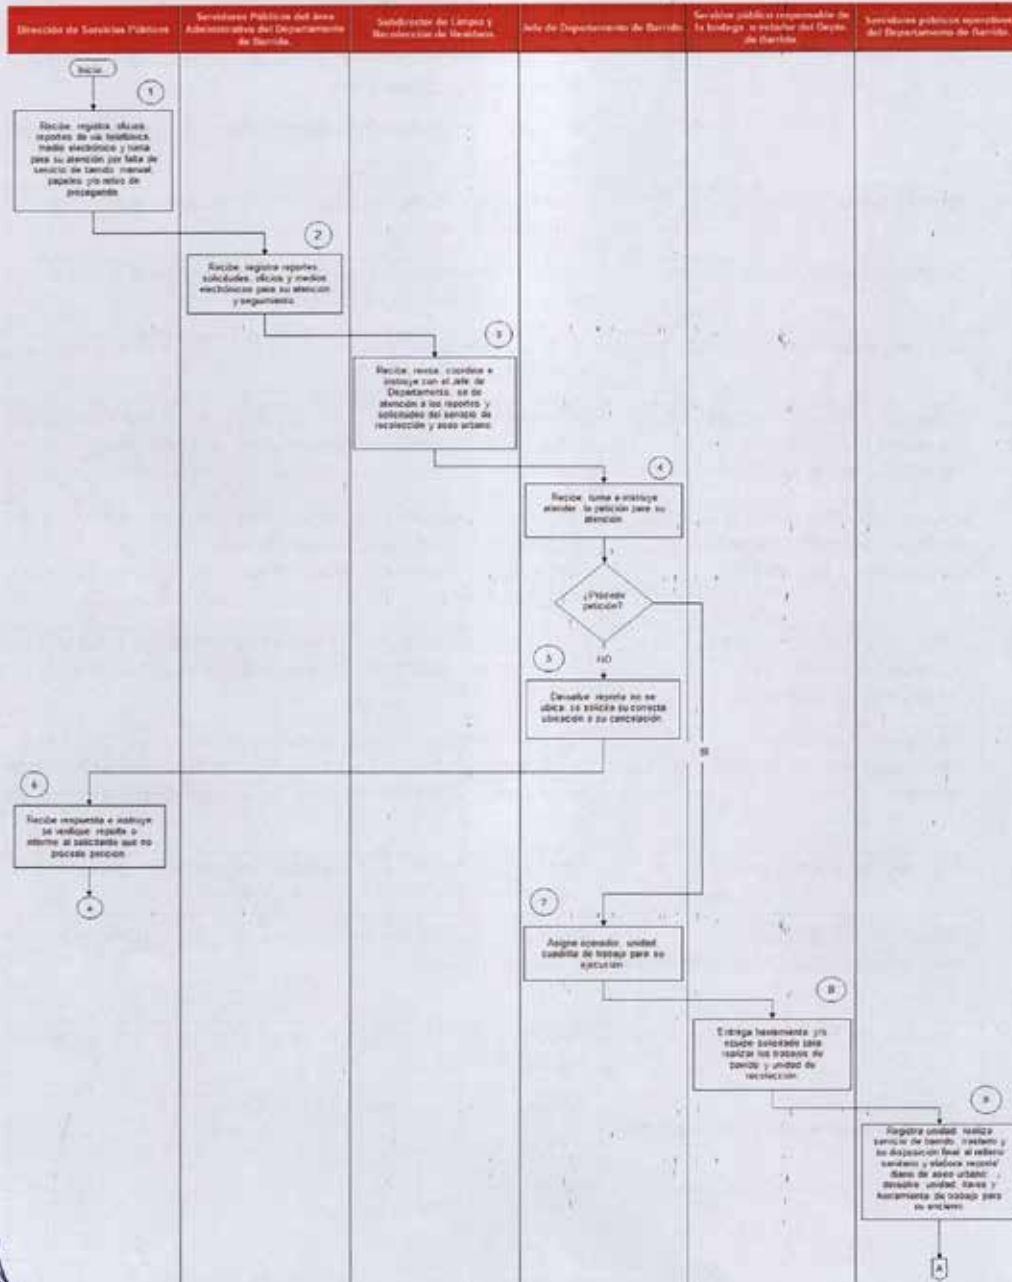 Dirección de Servicios Públicos
Servidores Públicos del área
Administrativa del Departamento
de Barrido.
Subdirector de Limpia y
Recolección de Residuos.
Jefe de Departamento de Barrido
Servidor público responsable de
la bodega o estador del Depto.
de Barrido
Servidores públicos operativos
del Departamento de Barrido.
Inicio
1
Recibe, registra, oficios,
reportes de vía telefónica,
medio electrónico y turna
para su atención por falta de
servicio de barrido manual,
papeleo y/o retiro de
propaganda.
2
Recibe, registra reportes,
solicitudes, oficios y medios
electrónicos para su atención
y seguimiento.
3
Recibe, revisa, coordina e
instruye con el Jefe de
Departamento, se de
atención a los reportes y
solicitudes del servicio de
recolección y aseo urbano.
4
Recibe, turna e instruye
atender la petición para su
atención.
¿Procede
petición?
NO
SI
5
Devuelve reporte no se
ubica, se solicita su correcta
ubicación o su cancelación.
6
Recibe respuesta e instruye
se verifique reporte o
informe al solicitante que no
procede petición.
7
Asigna operador, unidad,
cuadrilla de trabajo para su
ejecución
8
Entrega herramienta y/o
equipo solicitado para
realizar los trabajos de
barrido y unidad de
recolección.
9
Registra unidad, realiza
servicio de barrido, traslado y
su disposición final al relleno
sanitario y elabora reporte
diario de aseo urbano;
devuelve unidad, llaves y
herramienta de trabajo para
su encierro.
A